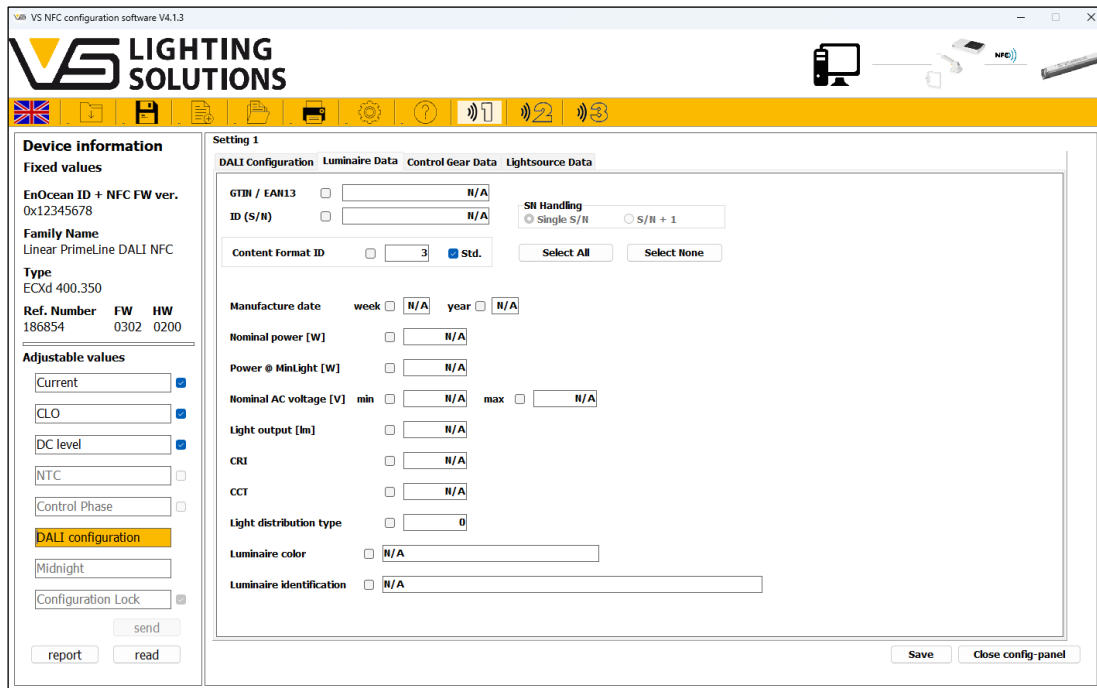 VS NFC configuration software V4.1.3
VS LIGHTING
SOLUTIONS
NFC
1 2 3
Device information
Fixed values
EnOcean ID + NFC FW ver.
0x12345678
Family Name
Linear PrimeLine DALI NFC
Type
ECXd 400.350
Ref. Number FW HW
186854 0302 0200
Adjustable values
Current
CLO
DC level
NTC
Control Phase
DALI configuration
Midnight
Configuration Lock
send
report read
Setting 1
DALI Configuration Luminaire Data Control Gear Data Lightsource Data
GTIN / EAN13 N/A
ID (S/N) N/A
SN Handling
Single S/N S/N + 1
Content Format ID 3 Std.
Select All Select None
Manufacture date week N/A year N/A
Nominal power [W] N/A
Power @ MinLight [W] N/A
Nominal AC voltage [V] min N/A max N/A
Light output [lm] N/A
CRI N/A
CCT N/A
Light distribution type 0
Luminaire color N/A
Luminaire identification N/A
Save Close config-panel